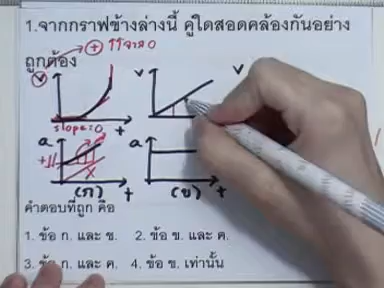 1.จากกราฟข้างล่างนี้ คู่ใดสอดคล้องกันอย่าง
ถูกต้อง
+ ↑↑จาก 0
v v v
slope=0 t
a a
+ X
t t
(ก) (ข)
คำตอบที่ถูก คือ
1. ข้อ ก. และ ข. 2. ข้อ ข. และ ค.
3. ข้อ ก. และ ค. 4. ข้อ ข. เท่านั้น